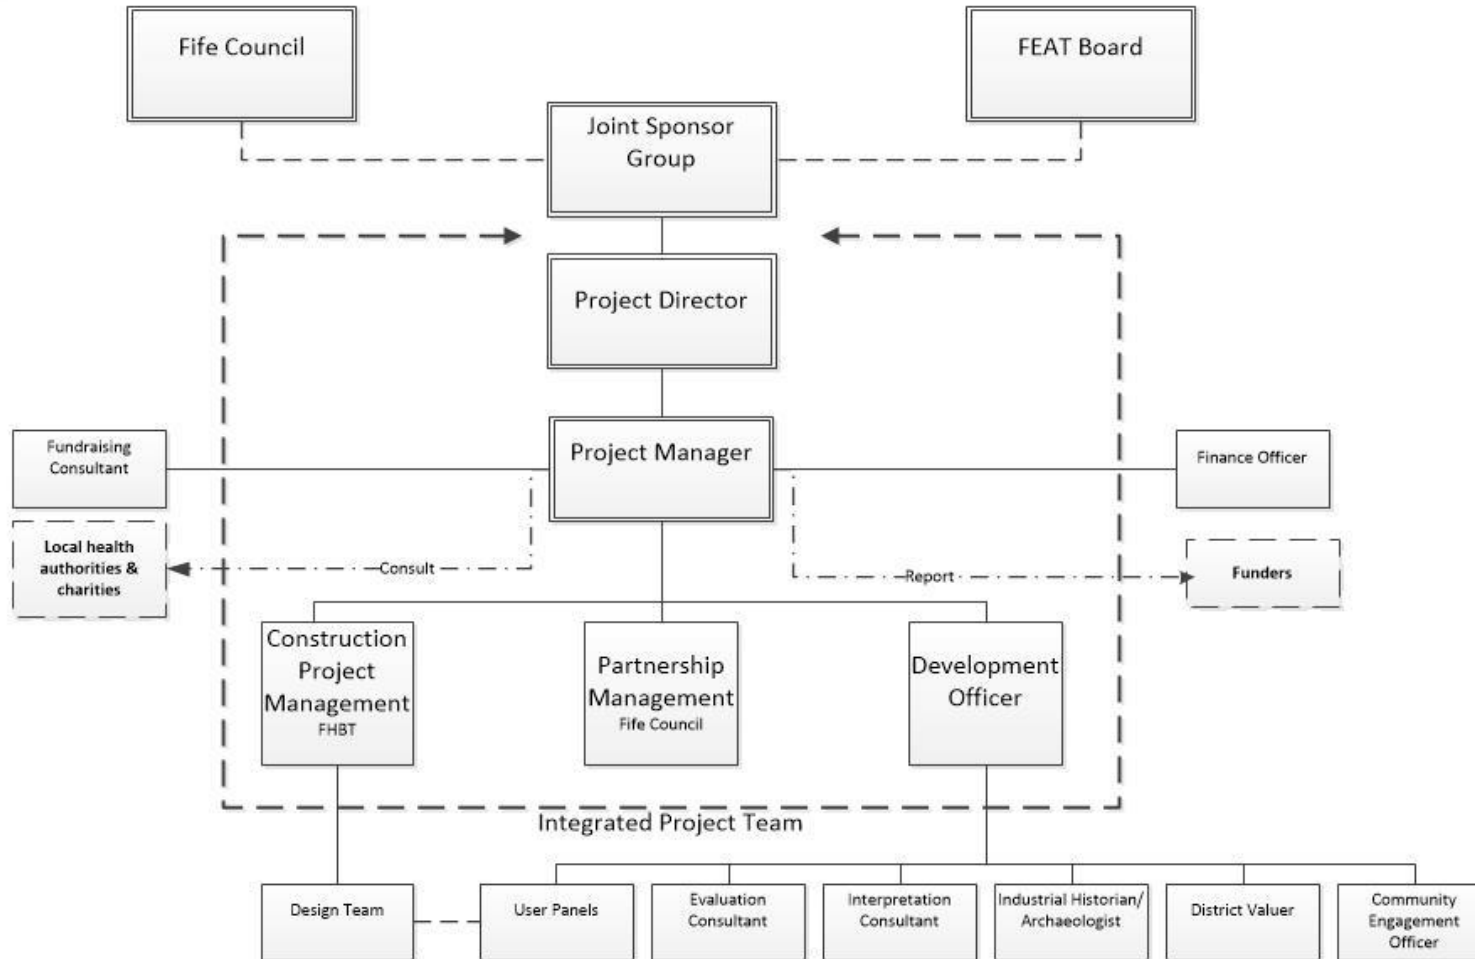 Fife Council
FEAT Board
Joint Sponsor
Group
Project Director
Fundraising
Consultant
Project Manager
Finance Officer
Local health
authorities &
charities
Consult
Report
Funders
Construction
Project
Management
FHBT
Partnership
Management
Fife Council
Development
Officer
Integrated Project Team
Design Team
User Panels
Evaluation
Consultant
Interpretation
Consultant
Industrial Historian/
Archaeologist
District Valuer
Community
Engagement
Officer